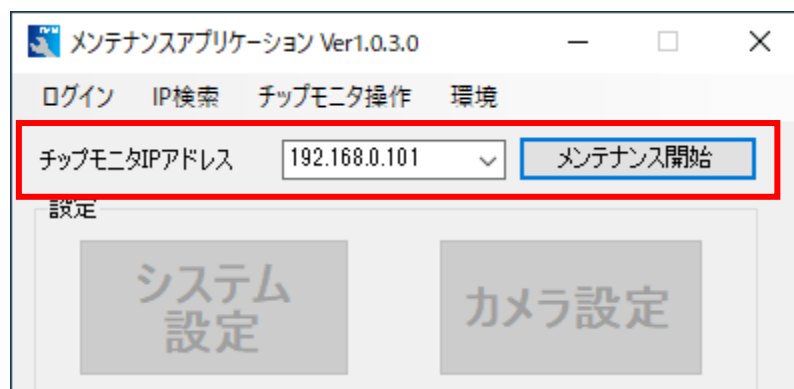 メンテナンスアプリケーション Ver1.0.3.0
ログイン IP検索 チップモニタ操作 環境
チップモニタIPアドレス 192.168.0.101 メンテナンス開始
設定
システム
設定
カメラ設定